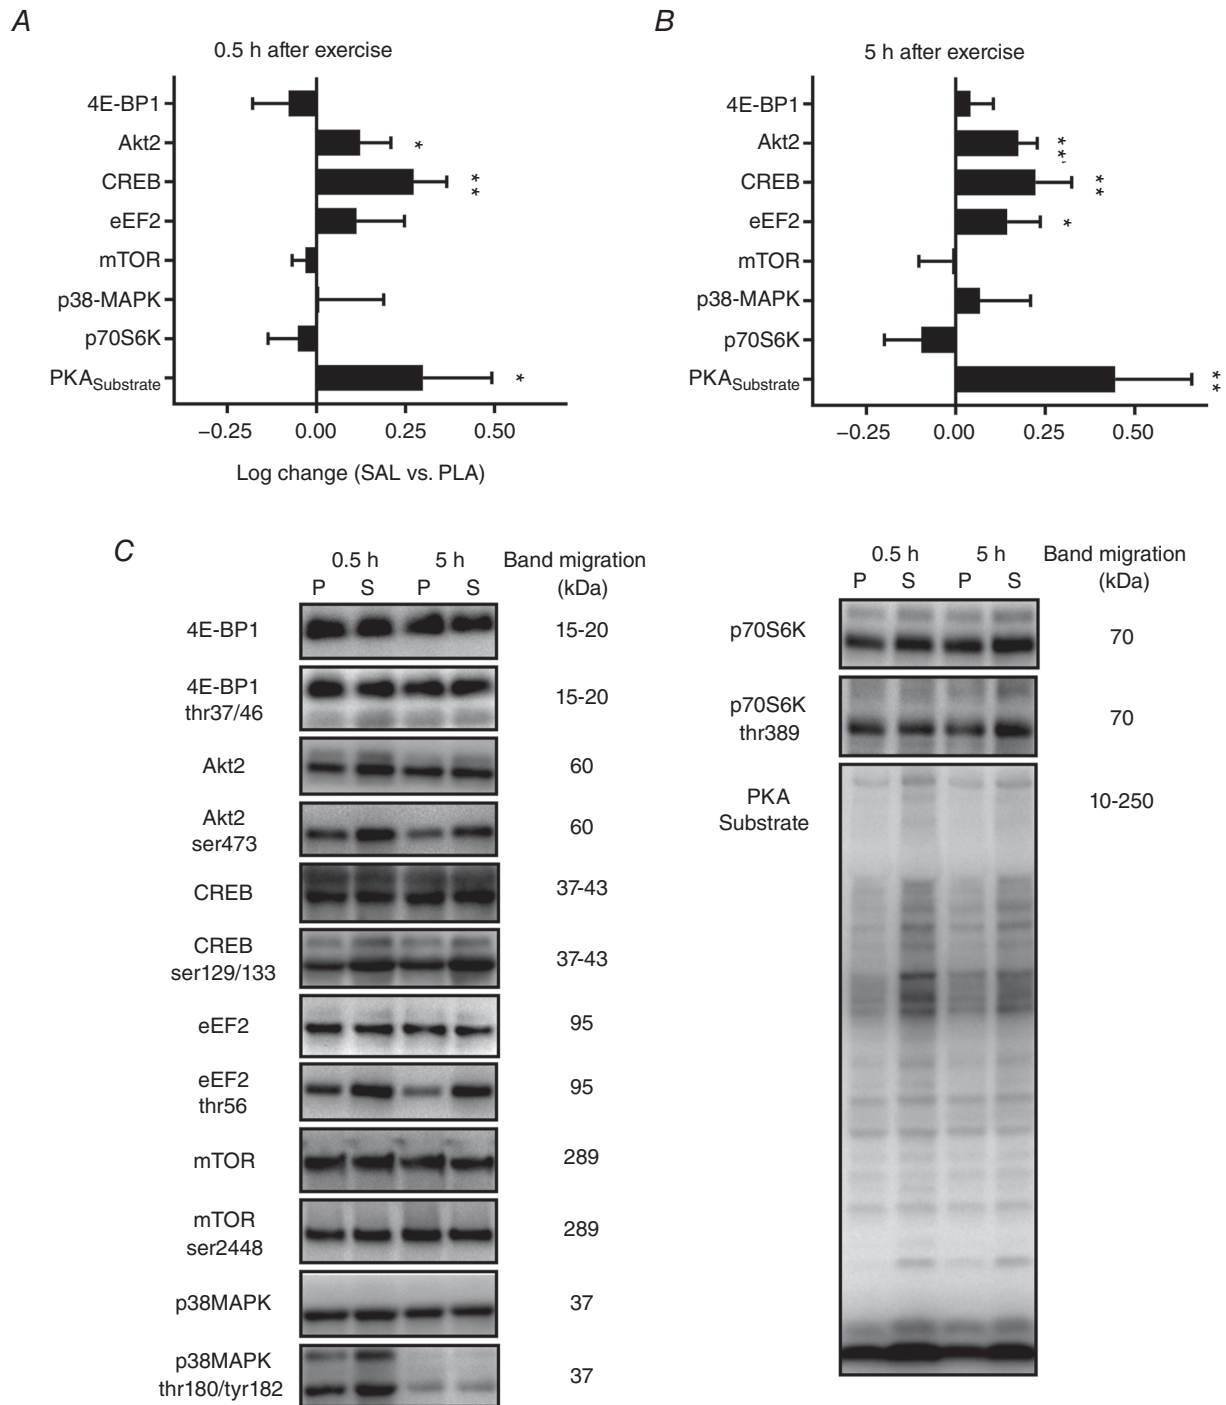 A
0.5 h after exercise
4E-BP1
Akt2
*
CREB
**
eEF2
mTOR
p38-MAPK
p70S6K
PKASubstrate
*
−0.25 0.00 0.25 0.50
Log change (SAL vs. PLA)
B
5 h after exercise
4E-BP1
Akt2
**,
CREB
**
eEF2
*
mTOR
p38-MAPK
p70S6K
PKASubstrate
**
−0.25 0.00 0.25 0.50
C
0.5 h 5 h Band migration
P S P S (kDa)
4E-BP1 15-20
4E-BP1
thr37/46 15-20
Akt2 60
Akt2
ser473 60
CREB 37-43
CREB
ser129/133 37-43
eEF2 95
eEF2
thr56 95
mTOR 289
mTOR
ser2448 289
p38MAPK 37
p38MAPK
thr180/tyr182 37
0.5 h 5 h Band migration
P S P S (kDa)
p70S6K 70
p70S6K
thr389 70
PKA
Substrate 10-250